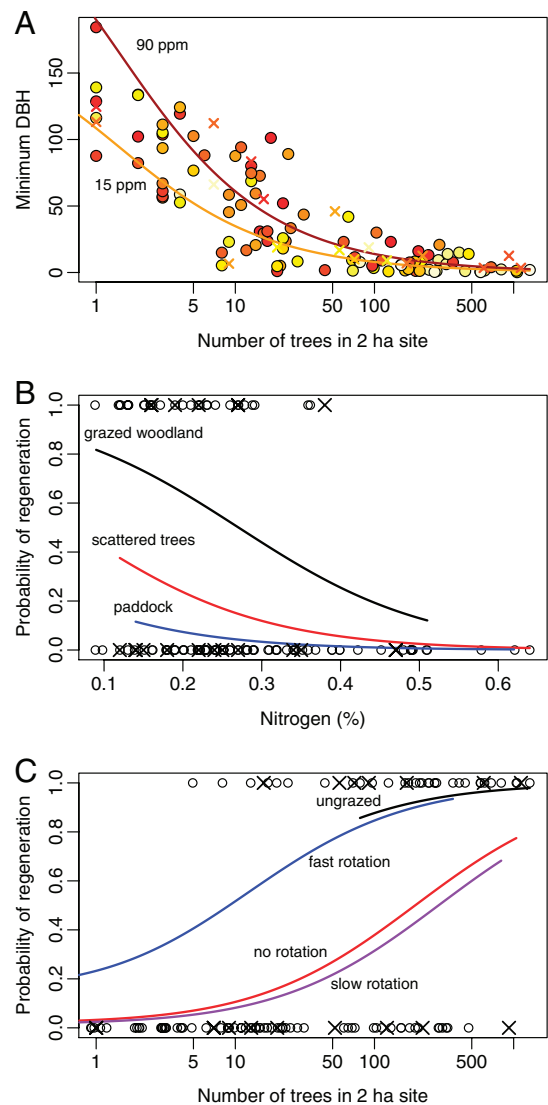 A
90 ppm
15 ppm
Minimum DBH
0
50
100
150
1
5
10
50
100
500
Number of trees in 2 ha site
B
grazed woodland
scattered trees
paddock
Probability of regeneration
0.0
0.2
0.4
0.6
0.8
1.0
0.1
0.2
0.3
0.4
0.5
0.6
Nitrogen (%)
C
ungrazed
fast rotation
no rotation
slow rotation
Probability of regeneration
0.0
0.2
0.4
0.6
0.8
1.0
1
5
10
50
100
500
Number of trees in 2 ha site